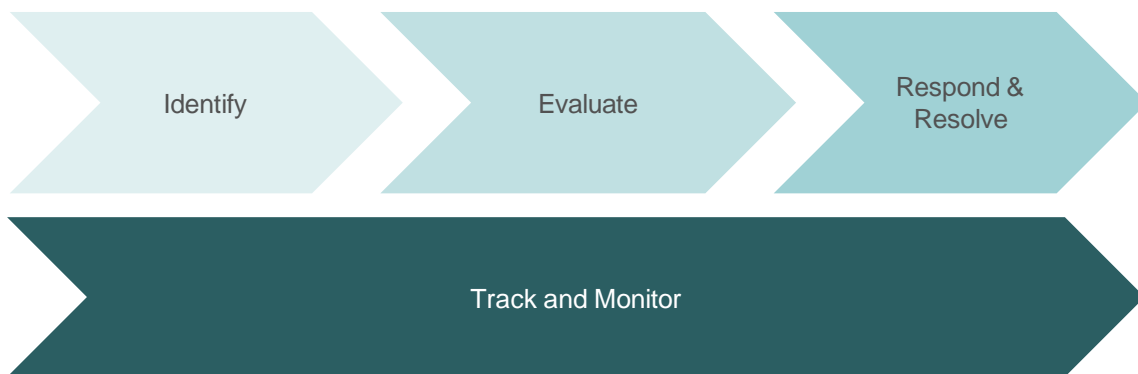 Identify
Evaluate
Respond &
Resolve
Track and Monitor